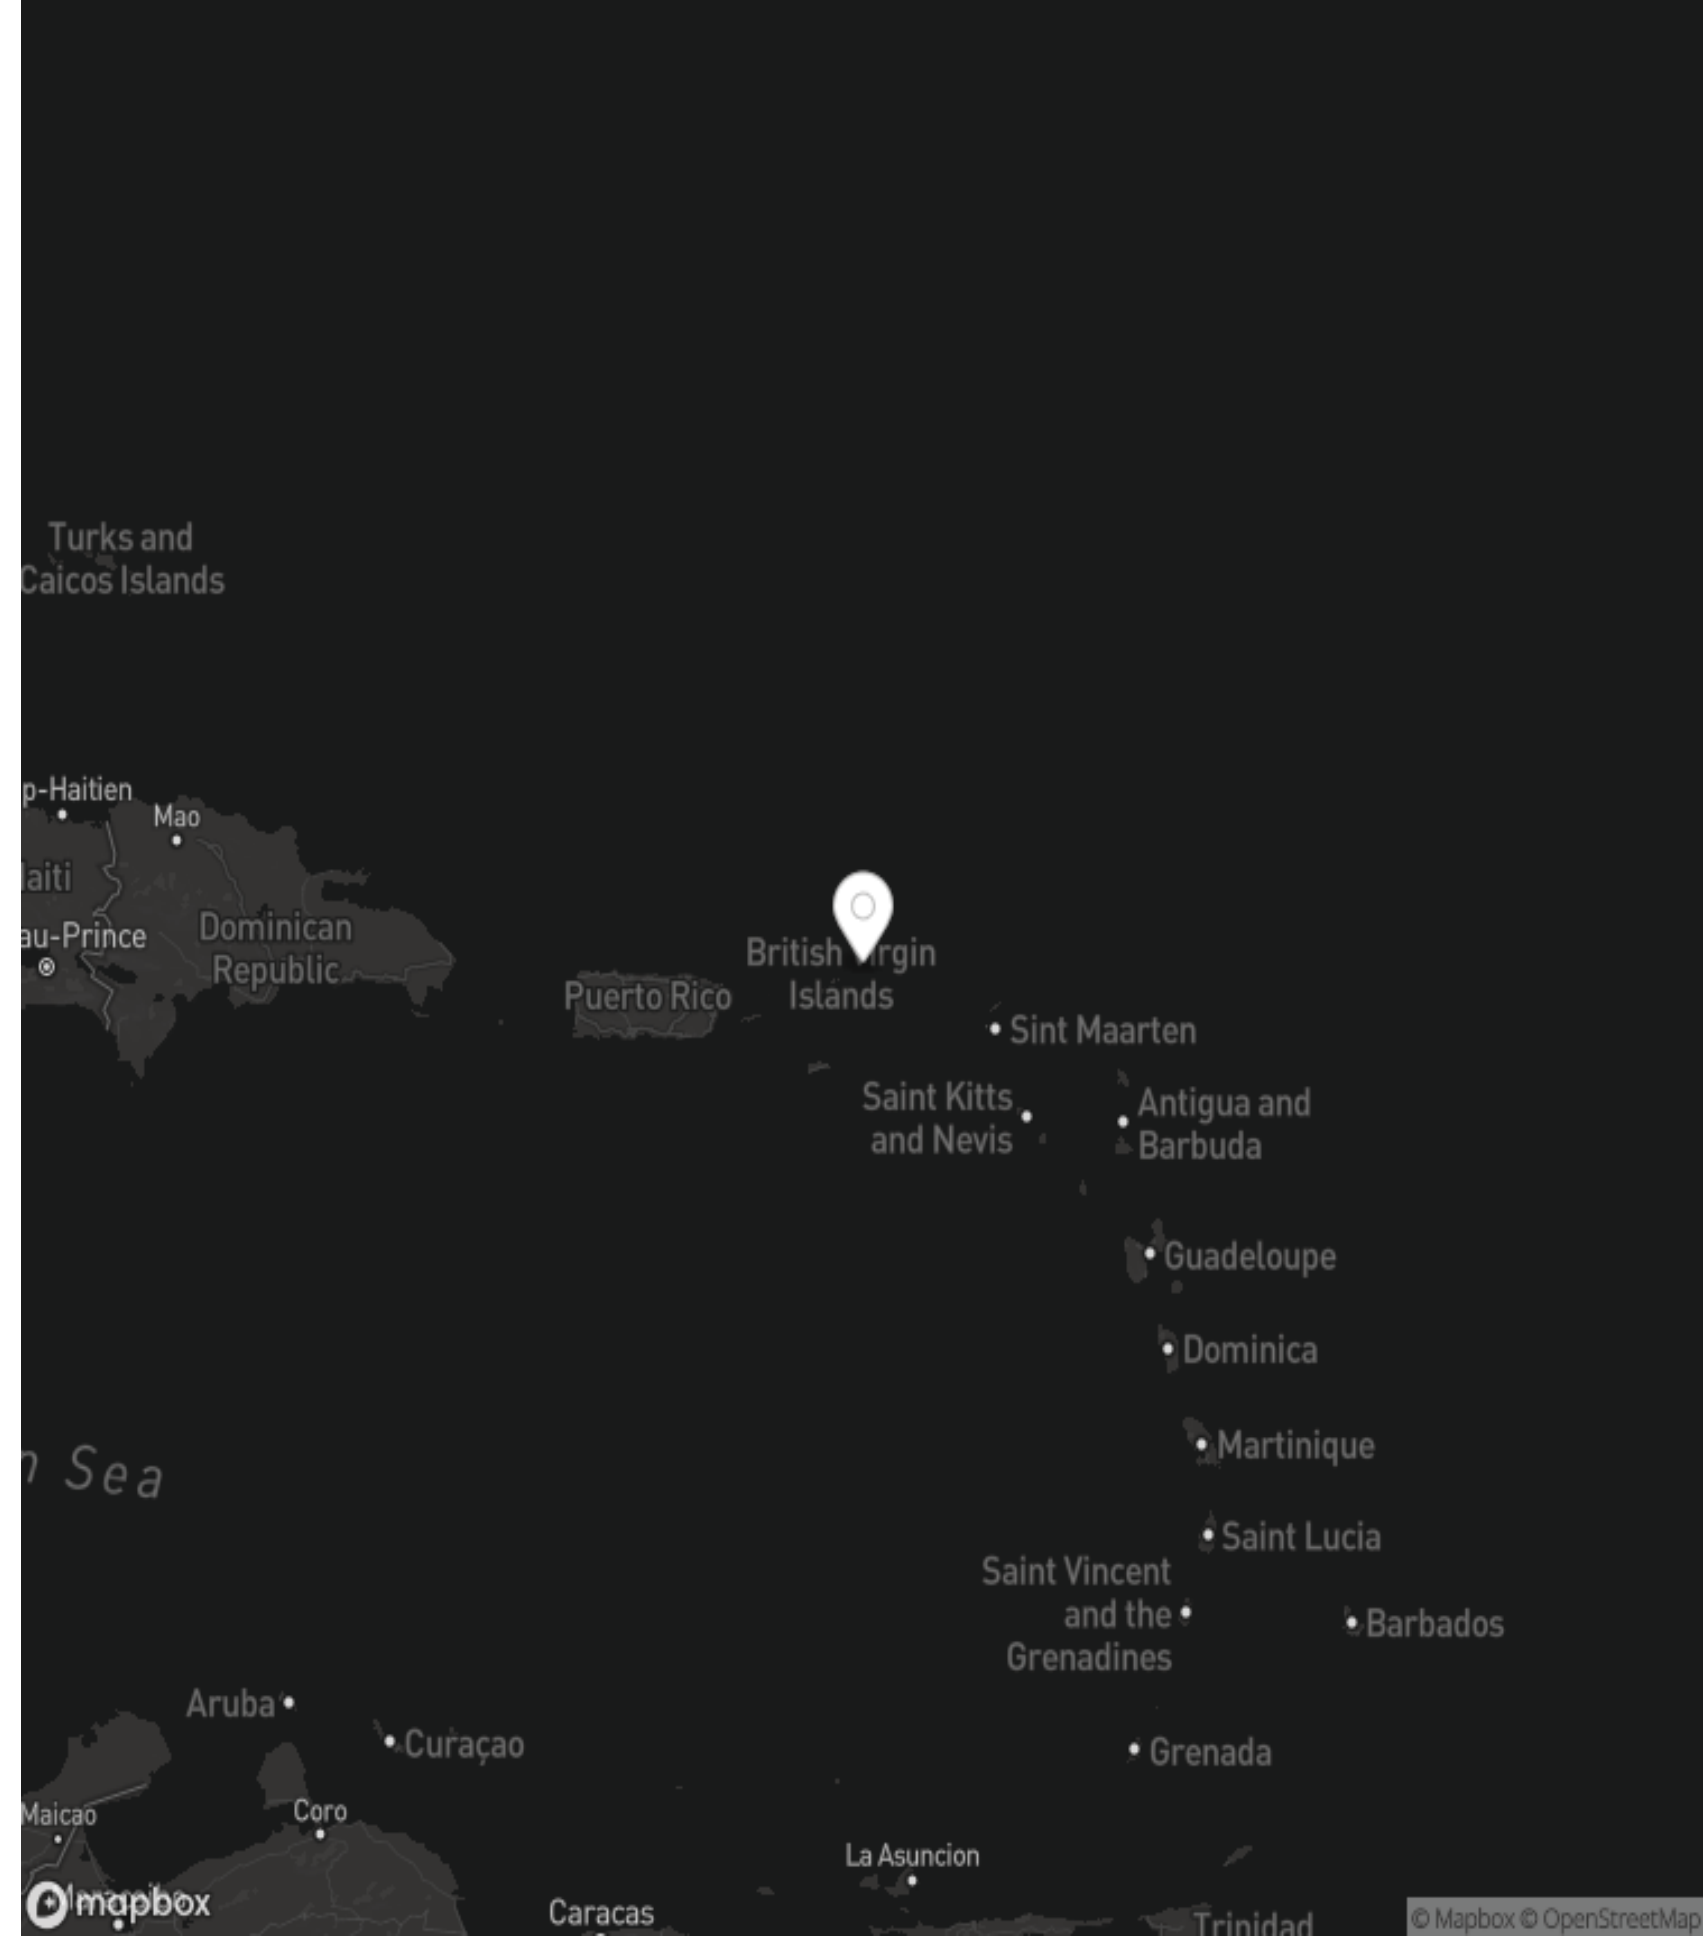 Turks and
Caicos Islands
p-Haitien
Mao
aiti
au-Prince
Dominican
Republic
British
rgin
Islands
Puerto Rico
Sint Maarten
Saint Kitts
and Nevis
Antigua and
Barbuda
Guadeloupe
Dominica
n Sea
Martinique
Saint Lucia
Saint Vincent
and the
Grenadines
Barbados
Aruba
Curaçao
Grenada
Maicao
Coro
La Asuncion
mapbox
Caracas
Trinidad
© Mapbox © OpenStreetMap